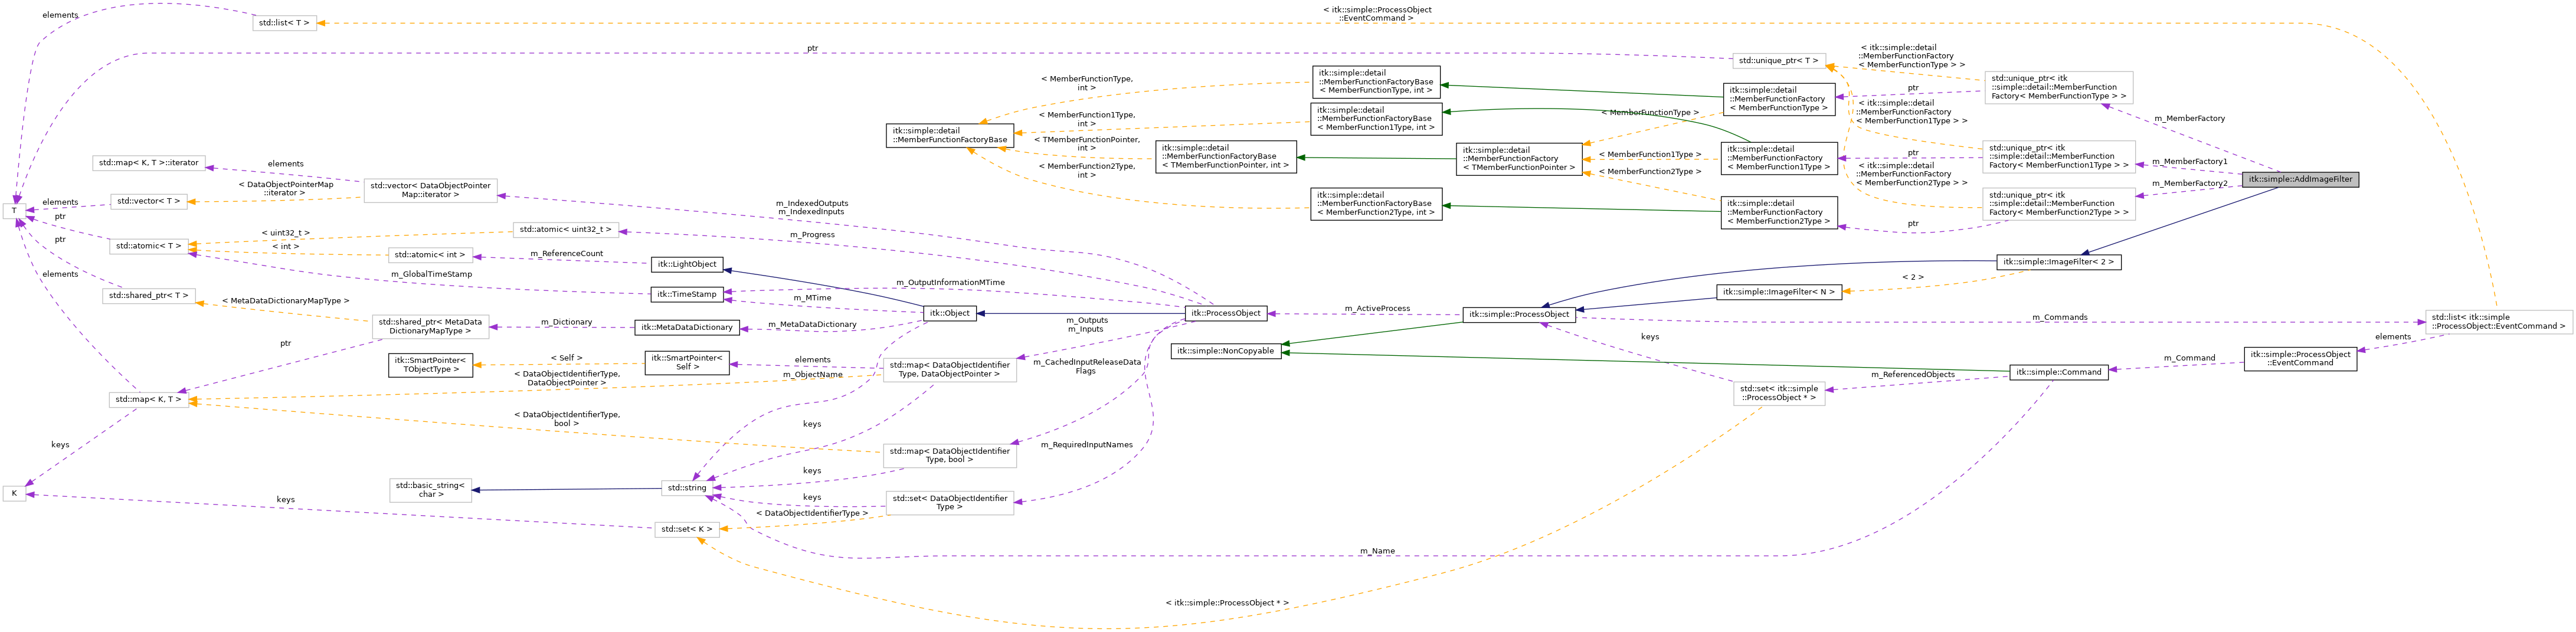 elements
std::list< T >
< itk::simple::ProcessObject
::EventCommand >
ptr
std::unique_ptr< T >
< itk::simple::detail
::MemberFunctionFactory
< MemberFunctionType > >
std::unique_ptr< itk
::simple::detail::MemberFunction
Factory< MemberFunctionType > >
ptr
m_MemberFactory
itk::simple::detail
::MemberFunctionFactory
< MemberFunctionType >
itk::simple::detail
::MemberFunctionFactoryBase
< MemberFunctionType, int >
< MemberFunctionType,
int >
itk::simple::detail
::MemberFunctionFactoryBase
< MemberFunction1Type, int >
< MemberFunction1Type,
int >
itk::simple::detail
::MemberFunctionFactoryBase
< TMemberFunctionPointer,
int >
itk::simple::detail
::MemberFunctionFactoryBase
< TMemberFunctionPointer, int >
< MemberFunction2Type,
int >
itk::simple::detail
::MemberFunctionFactoryBase
< MemberFunction2Type, int >
itk::simple::detail
::MemberFunctionFactory
< TMemberFunctionPointer >
< MemberFunctionType >
< MemberFunction1Type >
< MemberFunction2Type >
itk::simple::detail
::MemberFunctionFactory
< MemberFunction1Type >
itk::simple::detail
::MemberFunctionFactory
< MemberFunction2Type >
< itk::simple::detail
::MemberFunctionFactory
< MemberFunction1Type > >
ptr
< itk::simple::detail
::MemberFunctionFactory
< MemberFunction2Type > >
ptr
std::unique_ptr< itk
::simple::detail::MemberFunction
Factory< MemberFunction1Type > >
std::unique_ptr< itk
::simple::detail::MemberFunction
Factory< MemberFunction2Type > >
m_MemberFactory1
m_MemberFactory2
itk::simple::AddImageFilter
std::map< K, T >::iterator
elements
std::vector< DataObjectPointer
Map::iterator >
< DataObjectPointerMap
::iterator >
std::vector< T >
elements
T
ptr
std::atomic< T >
< uint32_t >
std::atomic< uint32_t >
< int >
std::atomic< int >
m_ReferenceCount
itk::LightObject
m_GlobalTimeStamp
itk::TimeStamp
m_IndexedOutputs
m_IndexedInputs
m_Progress
m_OutputInformationMTime
m_MTime
itk::Object
itk::ProcessObject
m_ActiveProcess
itk::simple::ProcessObject
itk::simple::ImageFilter< 2 >
< 2 >
itk::simple::ImageFilter< N >
ptr
elements
std::shared_ptr< T >
< MetaDataDictionaryMapType >
std::shared_ptr< MetaData
DictionaryMapType >
m_Dictionary
itk::MetaDataDictionary
m_MetaDataDictionary
m_Outputs
m_Inputs
itk::simple::NonCopyable
m_Commands
std::list< itk::simple
::ProcessObject::EventCommand >
elements
itk::simple::ProcessObject
::EventCommand
m_Command
itk::simple::Command
m_ReferencedObjects
std::set< itk::simple
::ProcessObject * >
keys
ptr
itk::SmartPointer<
TObjectType >
< Self >
itk::SmartPointer<
Self >
elements
m_ObjectName
std::map< DataObjectIdentifier
Type, DataObjectPointer >
m_CachedInputReleaseData
Flags
< DataObjectIdentifierType,
DataObjectPointer >
std::map< K, T >
< DataObjectIdentifierType,
bool >
keys
keys
std::map< DataObjectIdentifier
Type, bool >
m_RequiredInputNames
keys
K
keys
std::basic_string<
char >
std::string
keys
std::set< DataObjectIdentifier
Type >
< DataObjectIdentifierType >
std::set< K >
m_Name
< itk::simple::ProcessObject * >